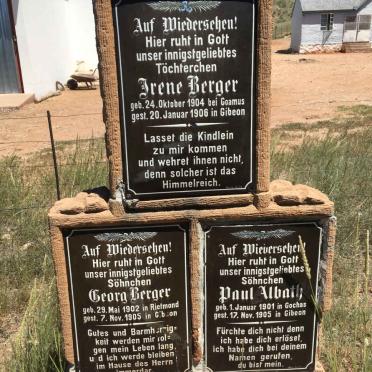 Auf Wiedersehen!
Hier ruht in Gott
unser innigstgeliebtes
Töchterchen
Irene Berger
geb. 24. Oktober 1904 bei Goamus
gest. 20. Januar 1906 in Gibeon
Lasset die Kindlein
zu mir kommen
und wehret ihnen nicht,
denn solcher ist das
Himmelreich.
Auf Wiedersehen!
Hier ruht in Gott
unser innigstgeliebtes
Söhnchen
Georg Berger
geb. 29. Mai 1902 in Rietmond
gest. 7. Nov. 1905 in
Gutes und
keit werden mir
gen mein Leben lang,
und ich werde bleiben
im Hause des Herrn
Auf Wiedersehen!
Hier ruht in Gott
unser innigstgeliebtes
Söhnchen
Paul Albath
geb. 1. Januar 1901 in Gochas
gest. 17. Nov. 1905 in Gibeon
Fürchte dich nicht denn
ich habe dich erlöset,
ich habe dich bei deinem
Namen gerufen,
du bist mein.